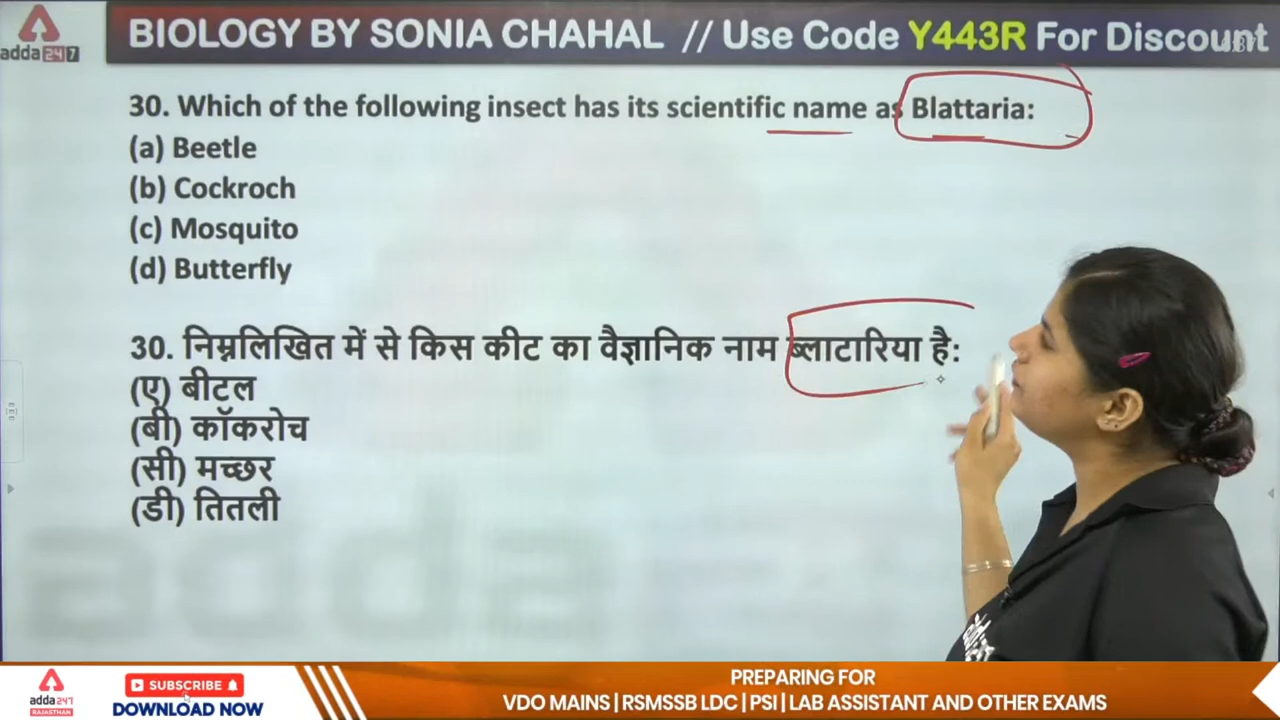 BIOLOGY BY SONIA CHAHAL // Use Code Y443R For Discount
adda247
30. Which of the following insect has its scientific name as Blattaria:
(a) Beetle
(b) Cockroch
(c) Mosquito
(d) Butterfly
30. निम्नलिखित में से किस कीट का वैज्ञानिक नाम ब्लाटारिया है:
(ए) बीटल
(बी) कॉकरोच
(सी) मच्छर
(डी) तितली
adda247
RAJASTHAN
SUBSCRIBE
DOWNLOAD NOW
PREPARING FOR
VDO MAINS | RSMSSB LDC | PSI | LAB ASSISTANT AND OTHER EXAMS